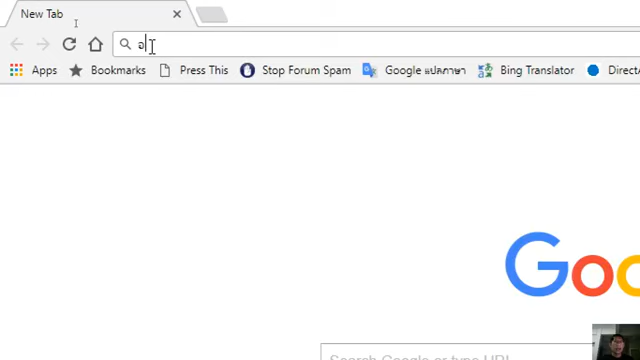 New Tab
อ
Apps Bookmarks Press This Stop Forum Spam Google แปลภาษา Bing Translator DirectA
Goo
Search Google or type URL